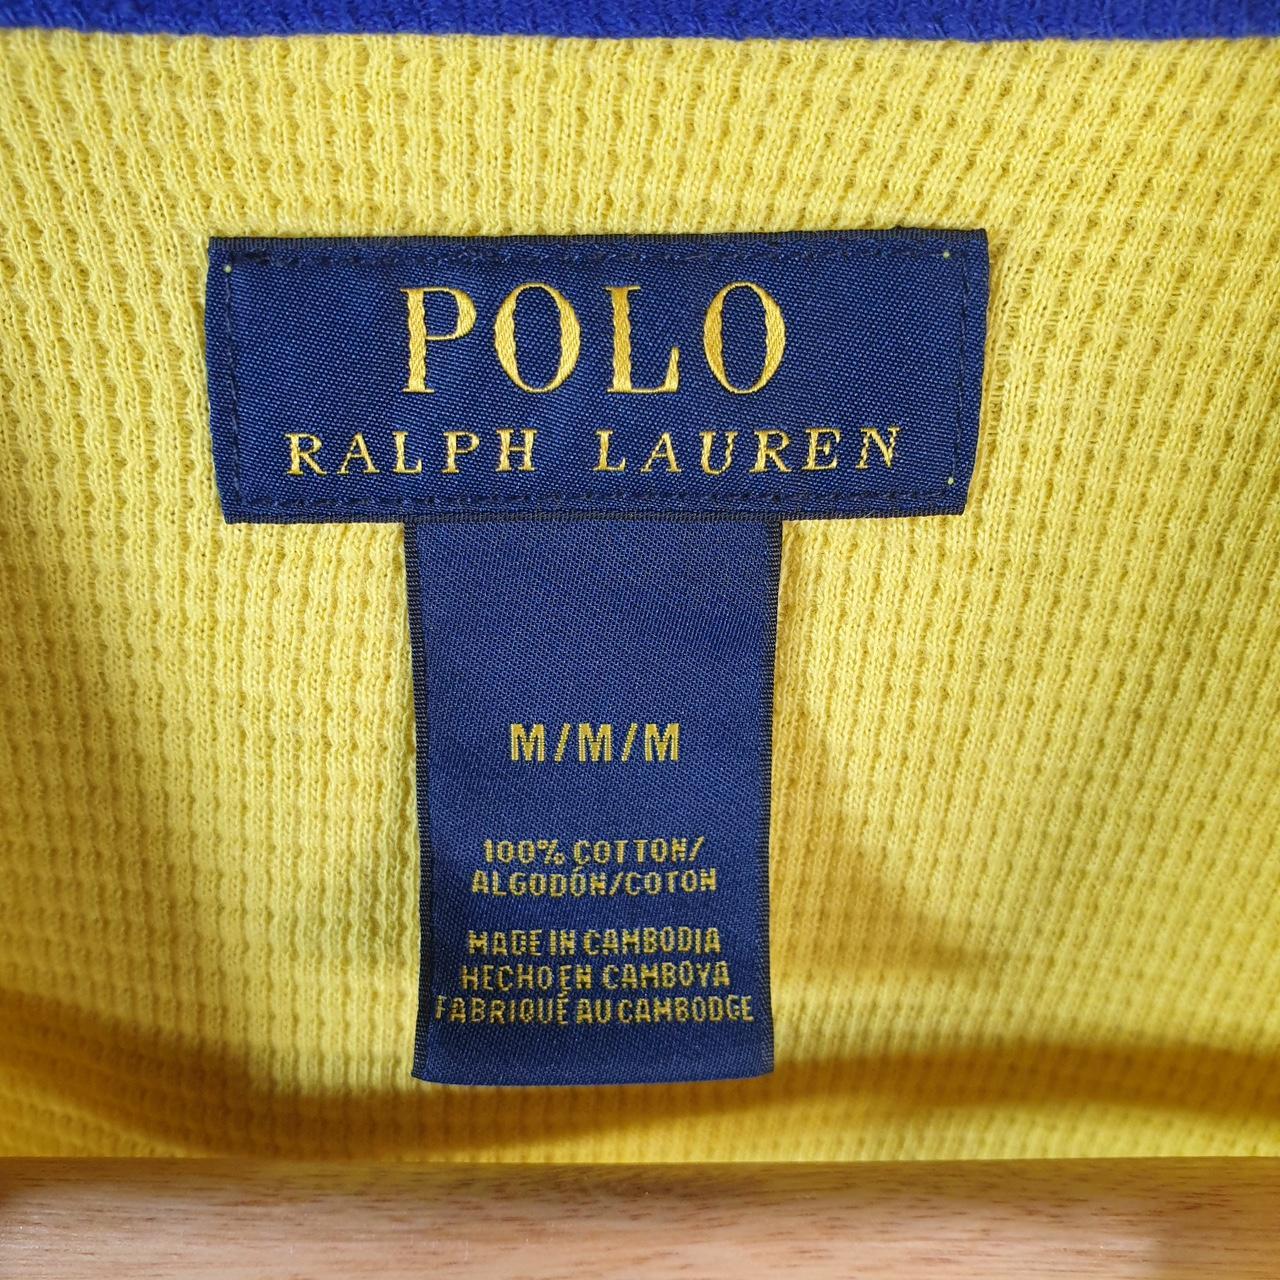 POLO
RALPH LAUREN
M/M/M
100% COTTON/
ALGODÓN/COTON
MADE IN CAMBODIA
HECHO EN CAMBOYA
FABRIQUÉ AU CAMBODGE